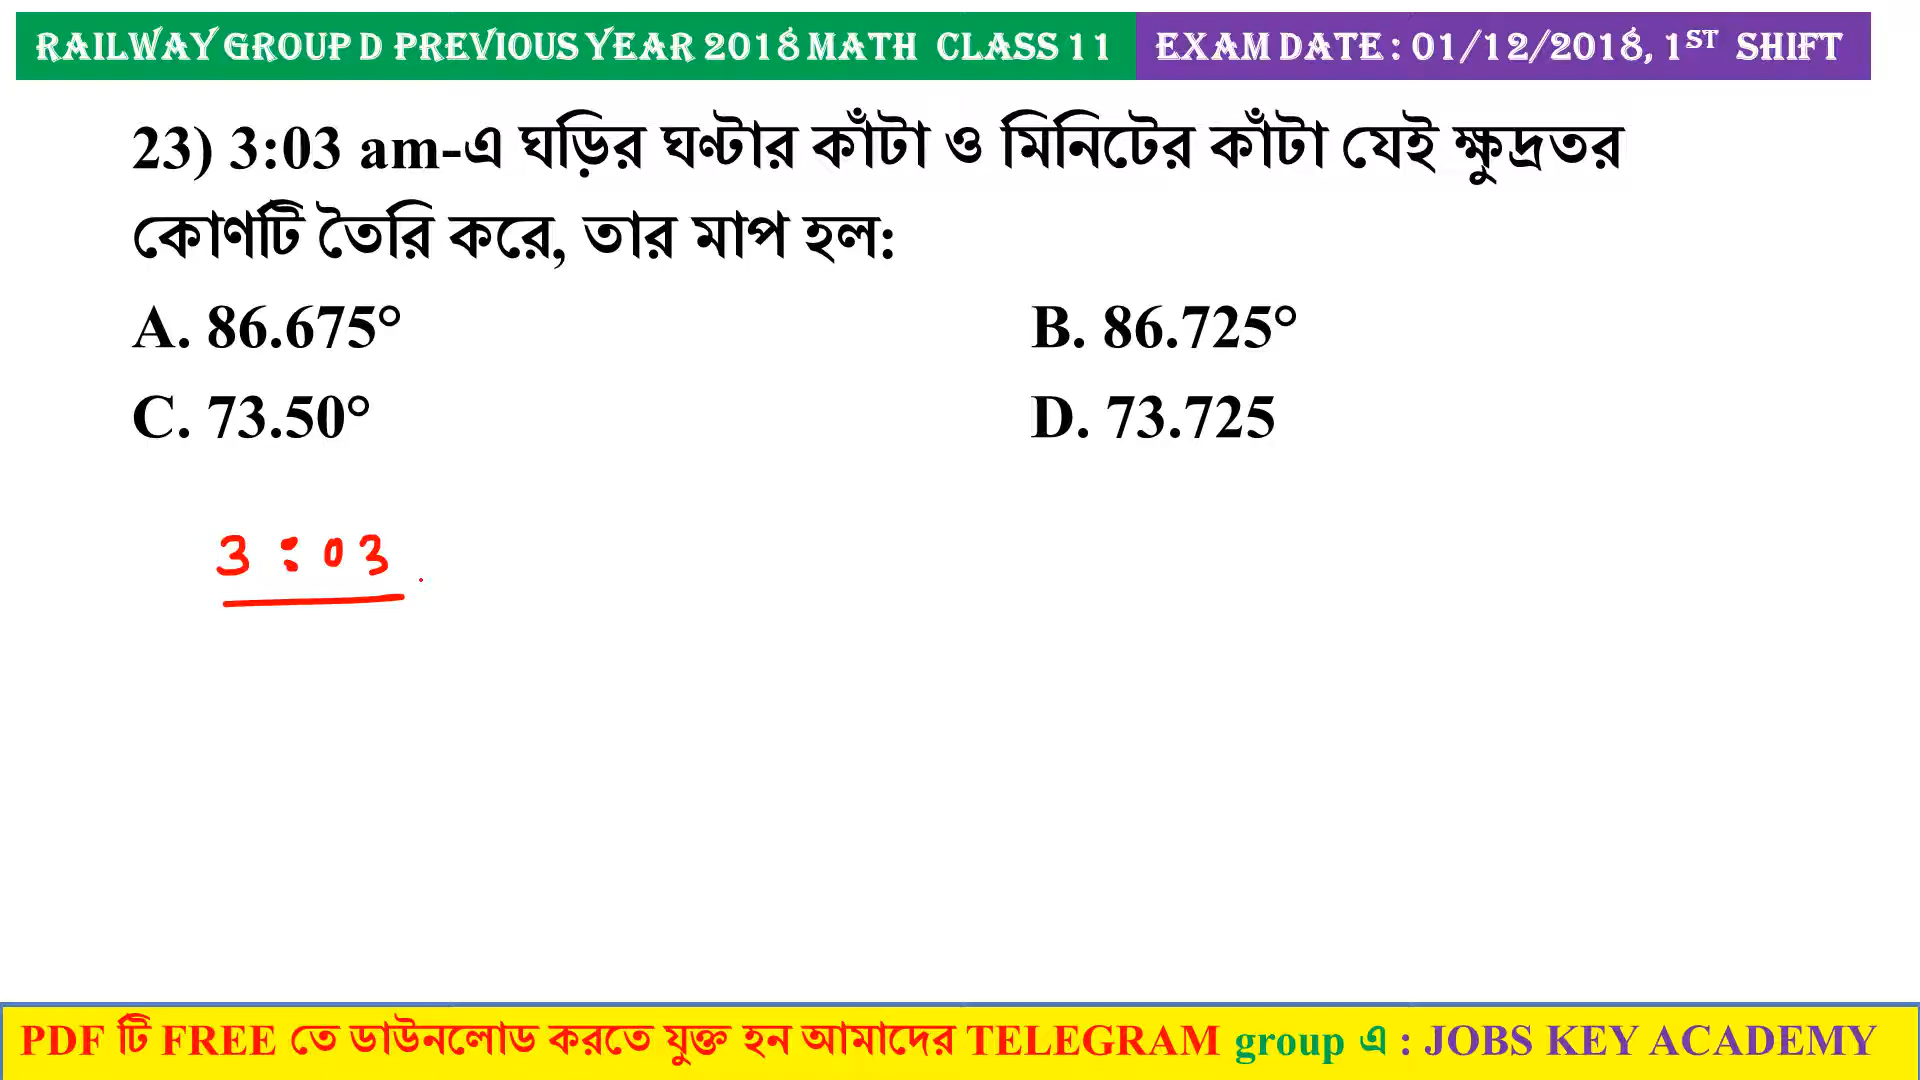 RAILWAY GROUP D PREVIOUS YEAR 2018 MATH CLASS 11 EXAM DATE : 01/12/2018, 1ST SHIFT
23) 3:03 am-এ ঘড়ির ঘণ্টার কাঁটা ও মিনিটের কাঁটা যেই ক্ষুদ্রতর
কোণটি তৈরি করে, তার মাপ হল:
A. 86.675° B. 86.725°
C. 73.50° D. 73.725
3:03
PDF টি FREE তে ডাউনলোড করতে যুক্ত হন আমাদের TELEGRAM group এ : JOBS KEY ACADEMY